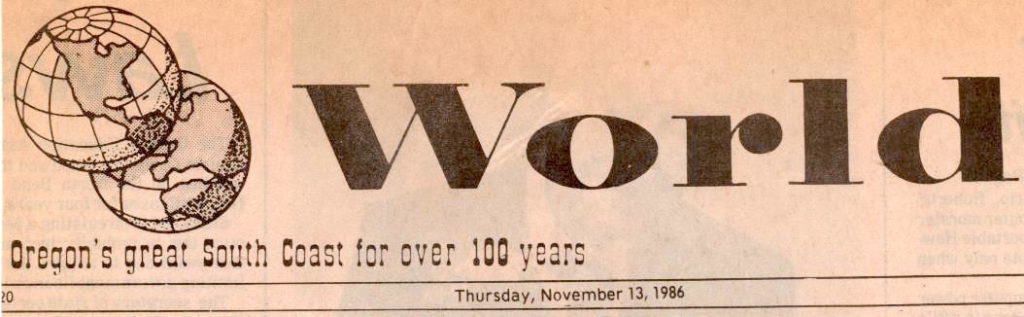 World
Oregon's great South Coast for over 100 years
20
Thursday, November 13, 1986